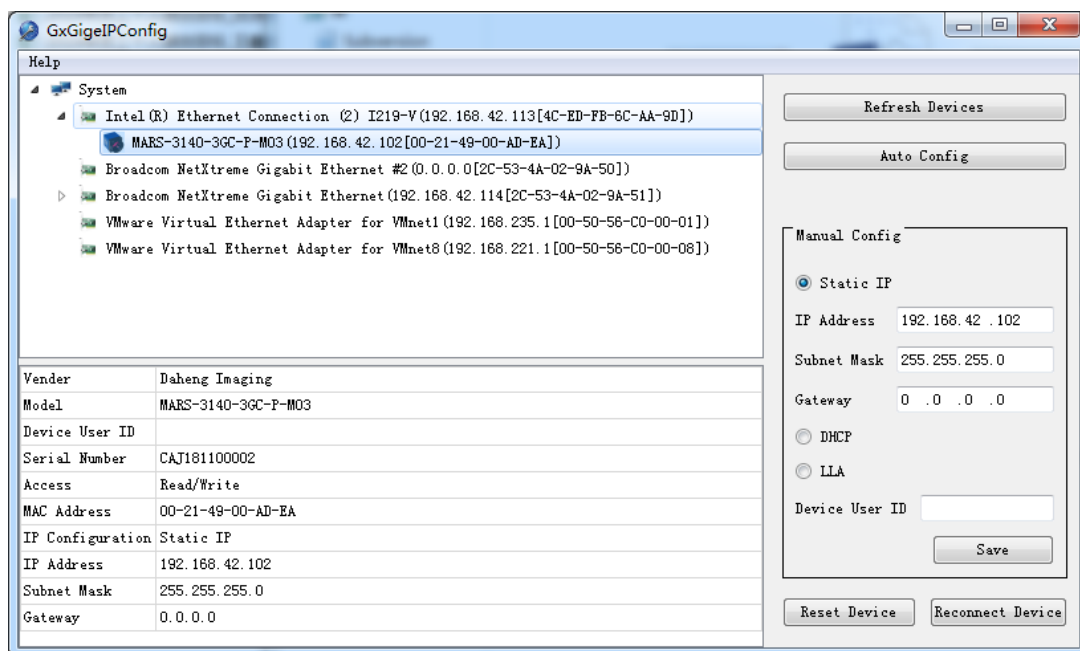 GxGigeIPConfig
Help
System
Intel(R) Ethernet Connection (2) I219-V(192.168.42.113[4C-ED-FB-6C-AA-9D])
MARS-3140-3GC-P-M03(192.168.42.102[00-21-49-00-AD-EA])
Broadcom NetXtreme Gigabit Ethernet #2(0.0.0.0[2C-53-4A-02-9A-50])
Broadcom NetXtreme Gigabit Ethernet(192.168.42.114[2C-53-4A-02-9A-51])
VMware Virtual Ethernet Adapter for VMnet1(192.168.235.1[00-50-56-C0-00-01])
VMware Virtual Ethernet Adapter for VMnet8(192.168.221.1[00-50-56-C0-00-08])
Vender Daheng Imaging
Model MARS-3140-3GC-P-M03
Device User ID
Serial Number CAJ181100002
Access Read/Write
MAC Address 00-21-49-00-AD-EA
IP Configuration Static IP
IP Address 192.168.42.102
Subnet Mask 255.255.255.0
Gateway 0.0.0.0
Refresh Devices
Auto Config
Manual Config
Static IP
IP Address 192.168.42 .102
Subnet Mask 255.255.255.0
Gateway 0 .0 .0 .0
DHCP
LLA
Device User ID
Save
Reset Device Reconnect Device